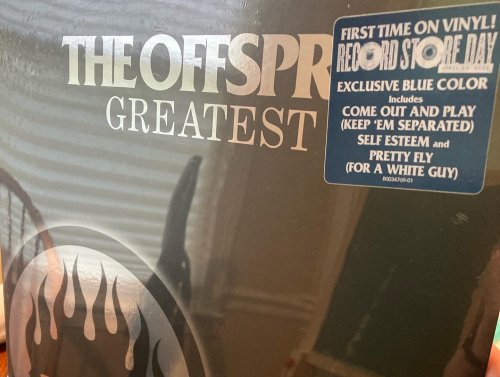 THE OFFSPR
GREATEST
FIRST TIME ON VINYL!
RECORD STORE DAY
EXCLUSIVE BLUE COLOR
Includes
COME OUT AND PLAY
(KEEP 'EM SEPARATED)
SELF ESTEEM and
PRETTY FLY
(FOR A WHITE GUY)